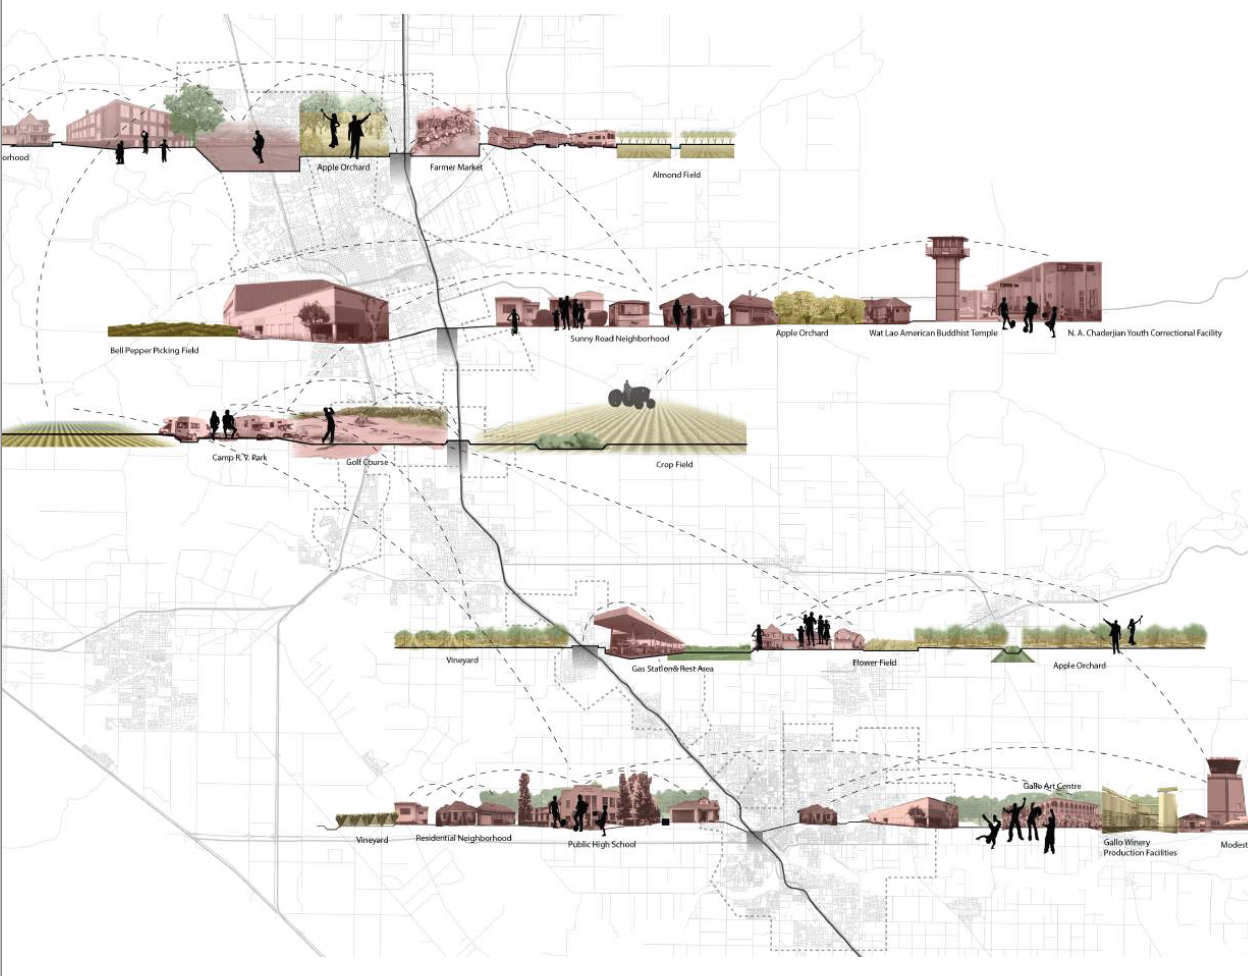 orhood
Apple Orchard
Farmer Market
Almond Field
Bell Pepper Picking Field
Sunny Road Neighborhood
Apple Orchard
Wat Lao American Buddhist Temple
N. A. Chaderjian Youth Correctional Facility
Camp R. V. Park
Golf Course
Crop Field
Vineyard
Gas Station& Rest Area
Flower Field
Apple Orchard
Gallo Art Centre
Vineyard
Residential Neighborhood
Public High School
Gallo Winery
Production Facilities
Modest